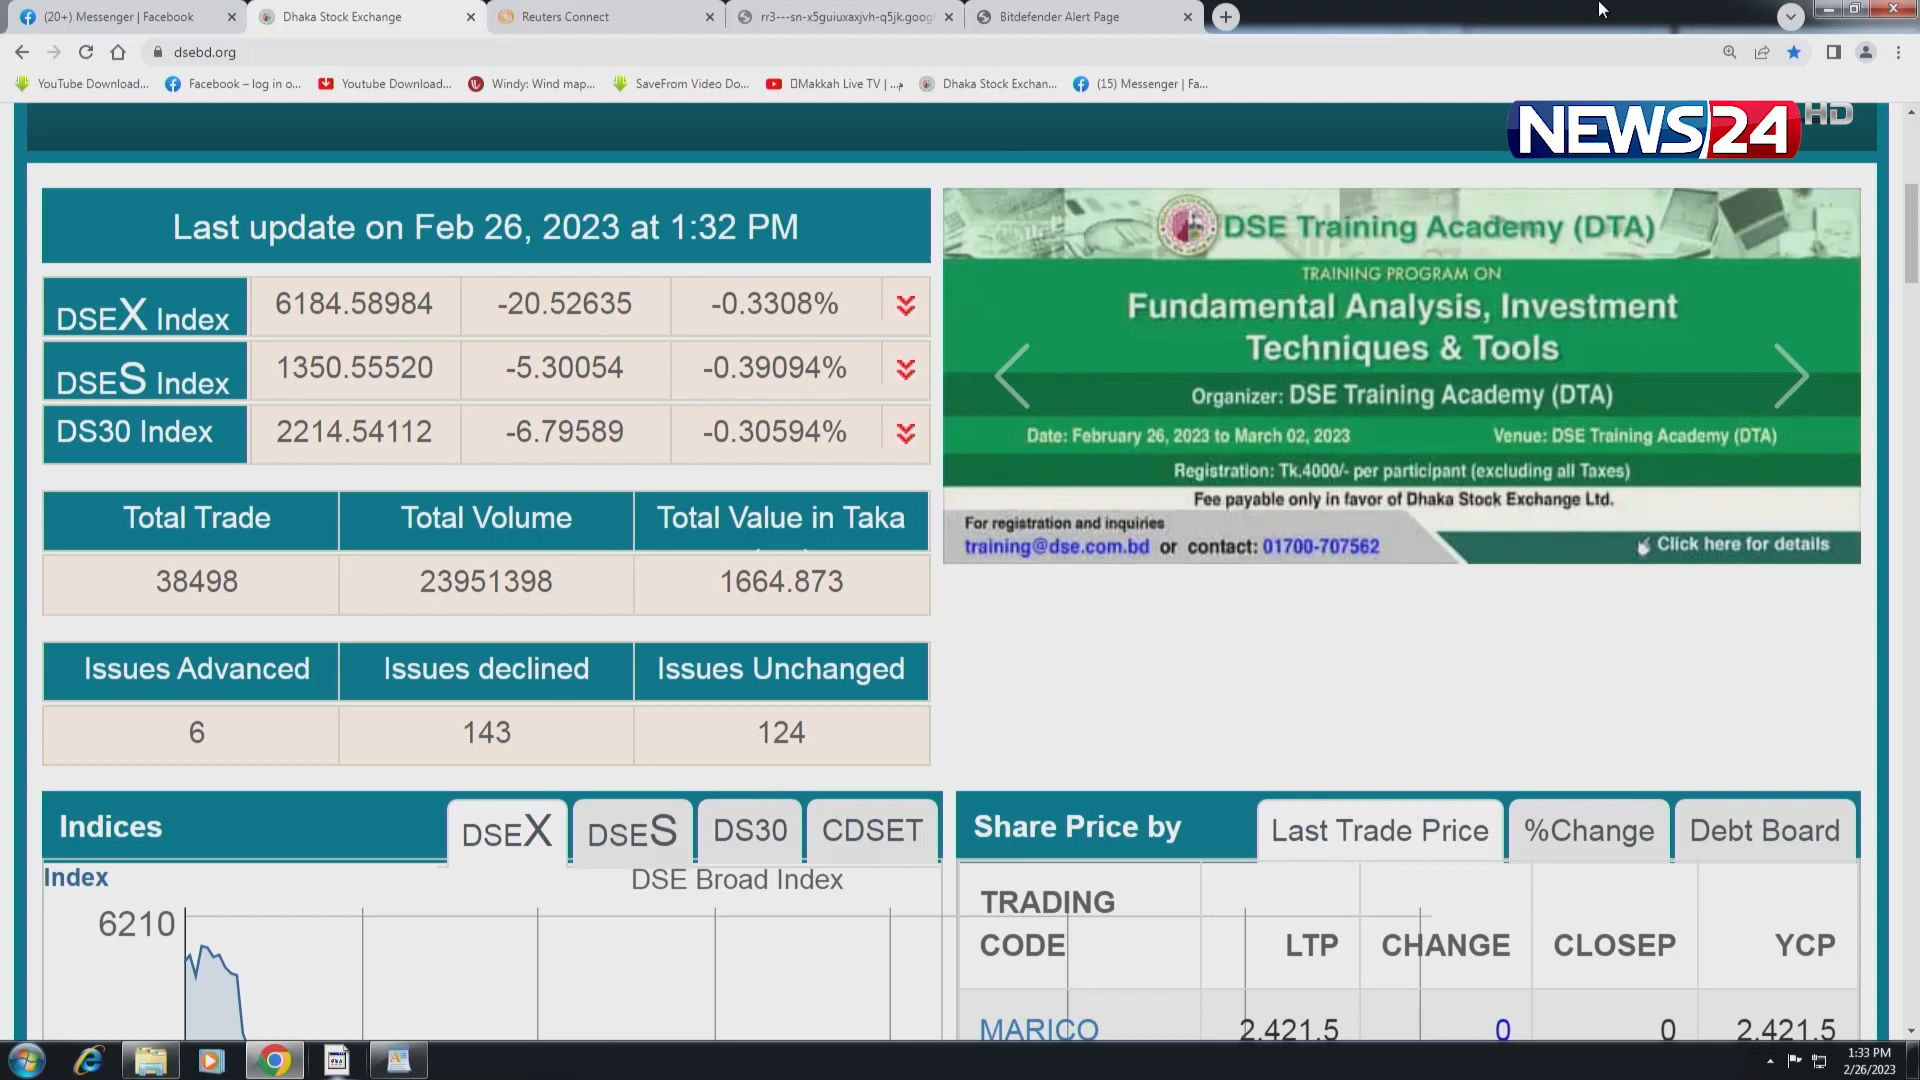 (20+) Messenger | Facebook
Dhaka Stock Exchange
Reuters Connect
rr3---sn-x5guiuxaxjvh-q5jk.googl
Bitdefender Alert Page
dsebd.org
YouTube Download...
Facebook – log in o...
Youtube Download...
Windy: Wind map...
SaveFrom Video Do...
Makkah Live TV | ...
Dhaka Stock Exchan...
(15) Messenger | Fa...
NEWS24 HD
Last update on Feb 26, 2023 at 1:32 PM
DSEX Index 6184.58984 -20.52635 -0.3308%
DSES Index 1350.55520 -5.30054 -0.39094%
DS30 Index 2214.54112 -6.79589 -0.30594%
Total Trade Total Volume Total Value in Taka
38498 23951398 1664.873
Issues Advanced Issues declined Issues Unchanged
6 143 124
DSE Training Academy (DTA)
TRAINING PROGRAM ON
Fundamental Analysis, Investment
Techniques & Tools
Organizer: DSE Training Academy (DTA)
Date: February 26, 2023 to March 02, 2023 Venue: DSE Training Academy (DTA)
Registration: Tk.4000/- per participant (excluding all Taxes)
Fee payable only in favor of Dhaka Stock Exchange Ltd.
For registration and inquiries
training@dse.com.bd or contact: 01700-707562
Click here for details
Indices DSEX DSES DS30 CDSET
Index
DSE Broad Index
6210
Share Price by Last Trade Price %Change Debt Board
TRADING
CODE LTP CHANGE CLOSEP YCP
MARICO 2,421.5 0 0 2,421.5
1:33 PM
2/26/2023